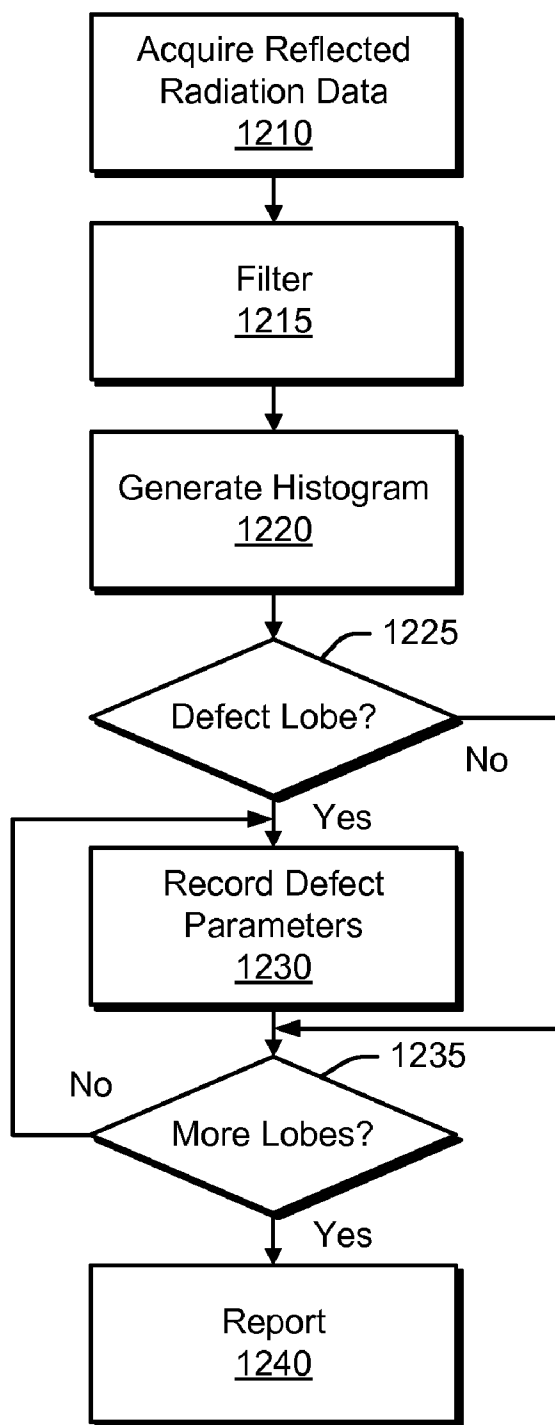 Acquire Reflected
Radiation Data
1210
Filter
1215
Generate Histogram
1220
1225
Defect Lobe?
No
Yes
Record Defect
Parameters
1230
1235
No
More Lobes?
Yes
Report
1240